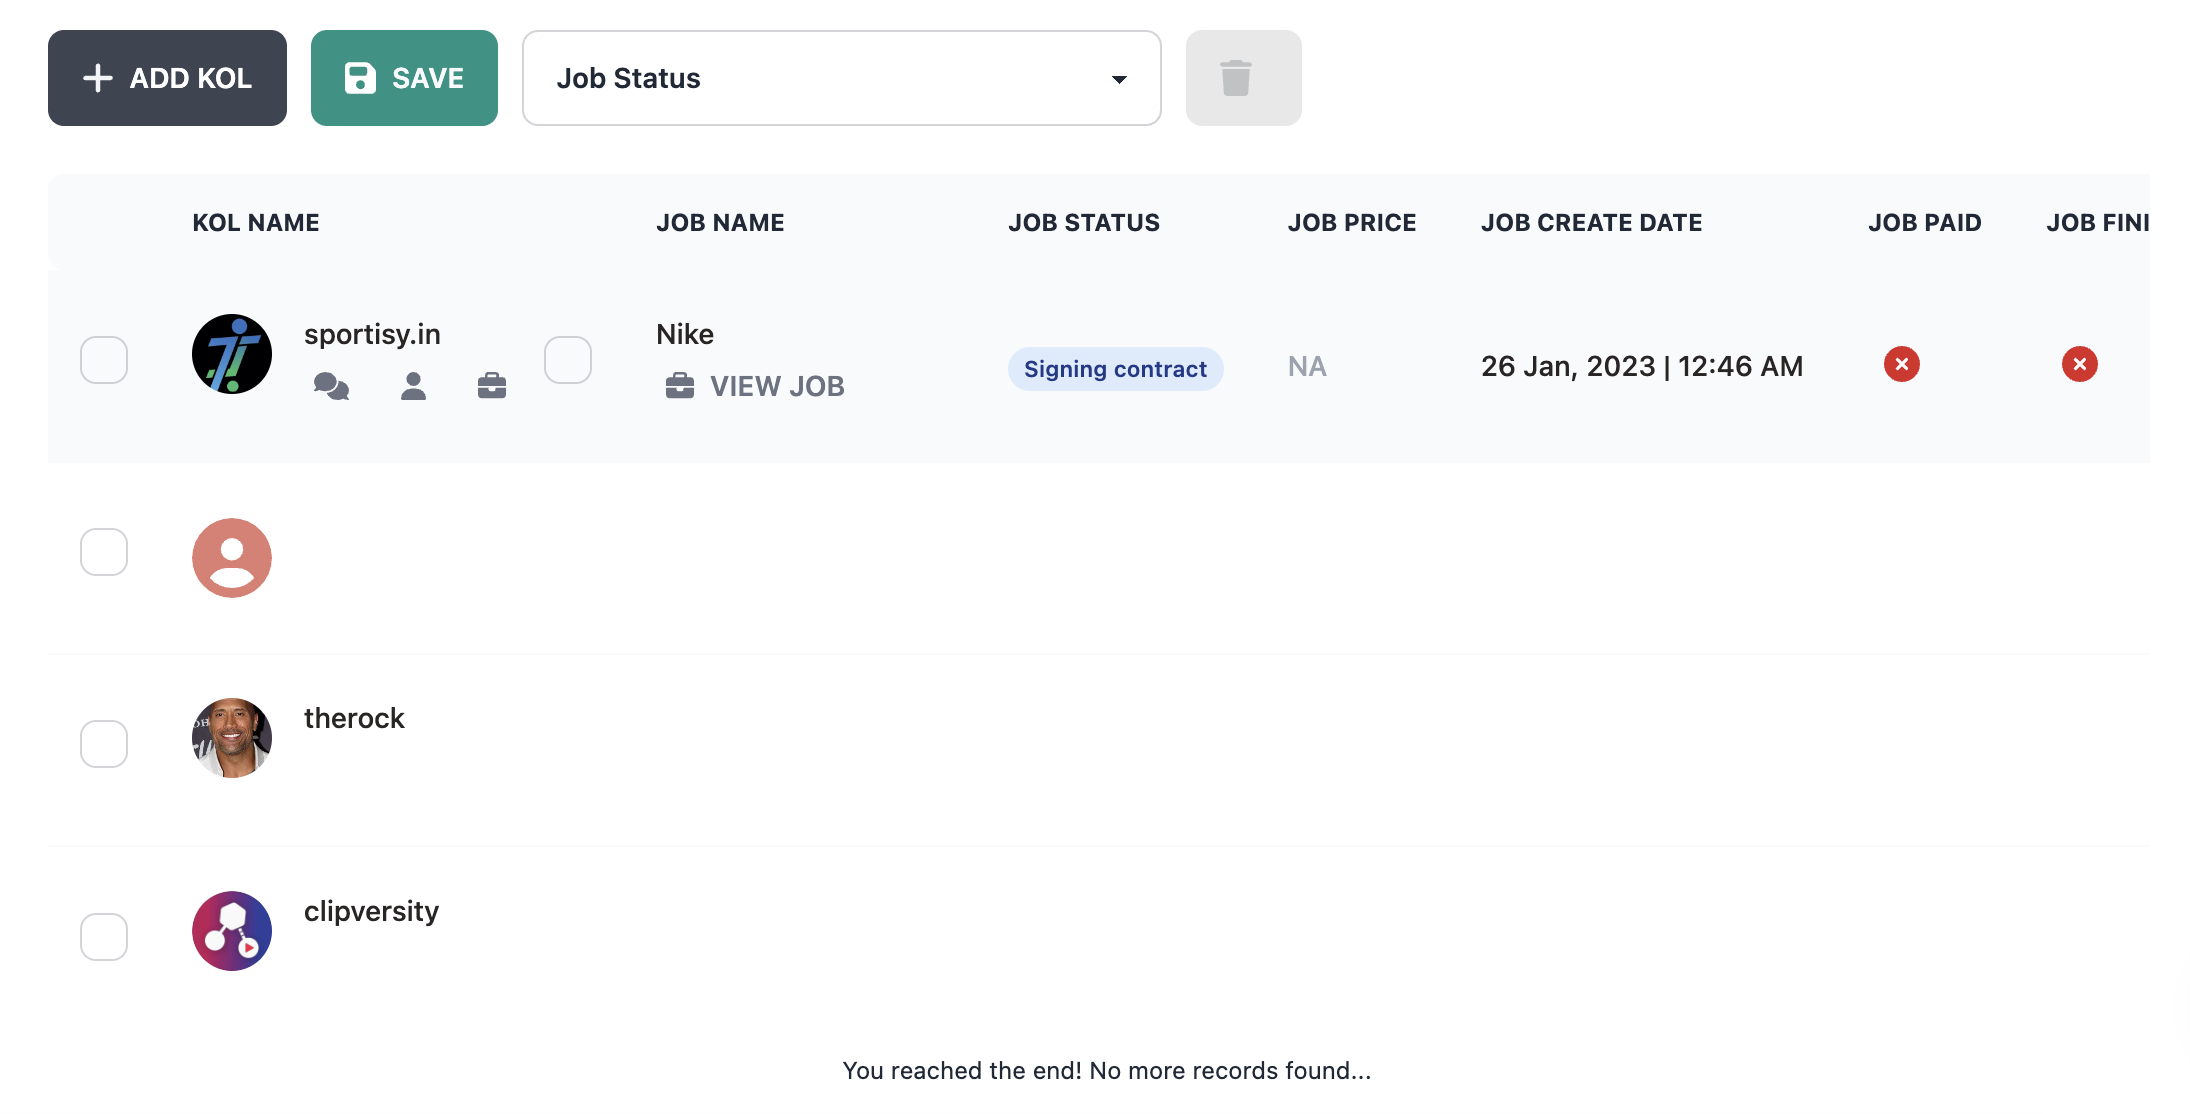 ADD KOL
SAVE
Job Status
KOL NAME JOB NAME JOB STATUS JOB PRICE JOB CREATE DATE JOB PAID JOB FINI
sportisy.in Nike
Signing contract NA 26 Jan, 2023 | 12:46 AM
VIEW JOB
therock
clipversity
You reached the end! No more records found...